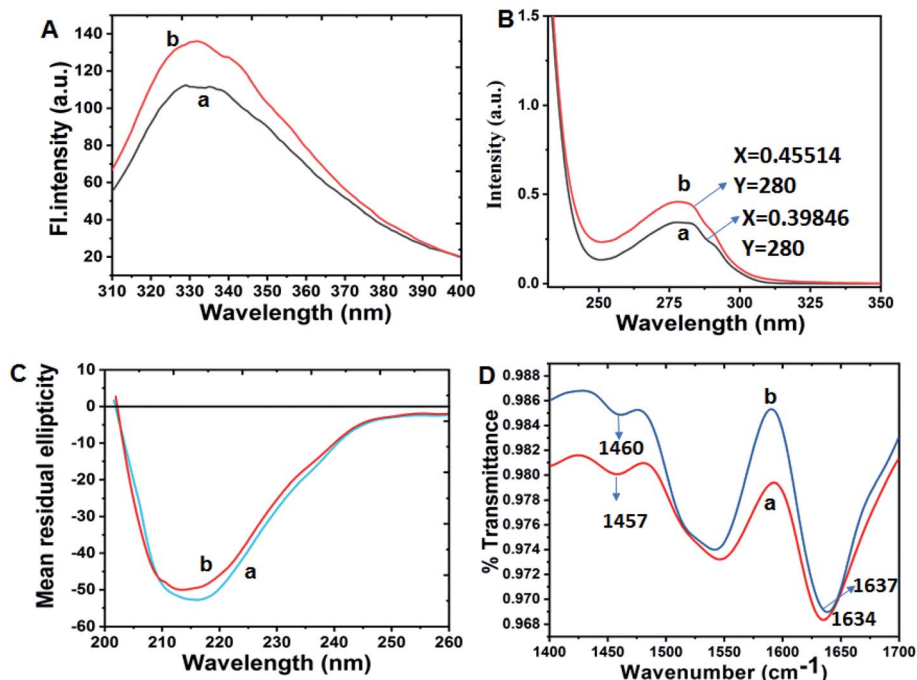 A
Fl.intensity (a.u.)
140
120
100
80
60
40
20
b
a
310 320 330 340 350 360 370 380 390 400
Wavelength (nm)
B
Intensity (a.u.)
1.5
1.0
0.5
0.0
b
a
X=0.45514
Y=280
X=0.39846
Y=280
250 275 300 325 350
Wavelength (nm)
C
Mean residual ellipticity
10
0
-10
-20
-30
-40
-50
-60
b
a
200 210 220 230 240 250 260
Wavelength (nm)
D
% Transmittance
0.988
0.986
0.984
0.982
0.980
0.978
0.976
0.974
0.972
0.970
0.968
b
a
1460
1457
1637
1634
1400 1450 1500 1550 1600 1650 1700
Wavenumber (cm-1)